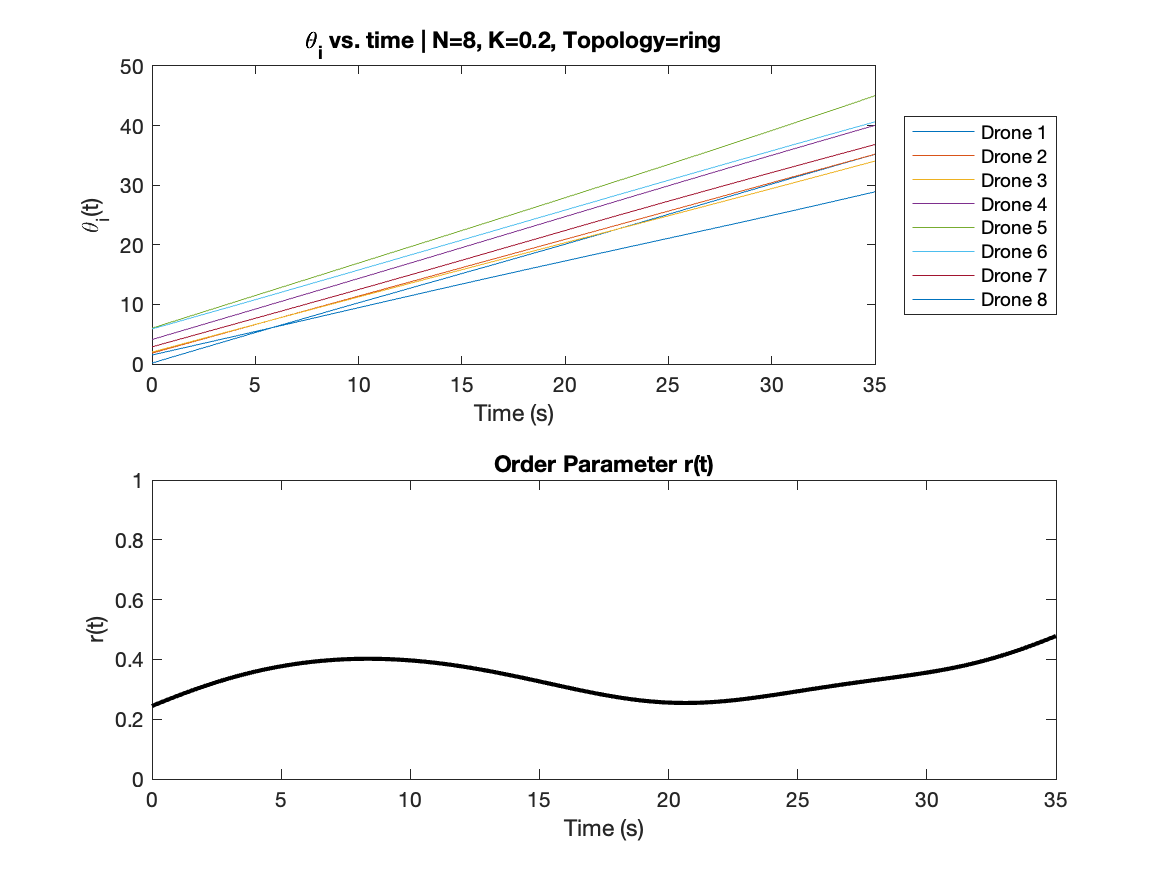 θi vs. time | N=8, K=0.2, Topology=ring
50
40
30
20
10
0
θi(t)
0 5 10 15 20 25 30 35
Time (s)
Drone 1
Drone 2
Drone 3
Drone 4
Drone 5
Drone 6
Drone 7
Drone 8
Order Parameter r(t)
1
0.8
0.6
0.4
0.2
0
r(t)
0 5 10 15 20 25 30 35
Time (s)